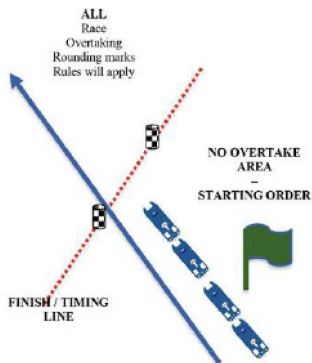 ALL
Race
Overtaking
Rounding marks
Rules will apply
NO OVERTAKE
AREA
–
STARTING ORDER
FINISH / TIMING
LINE